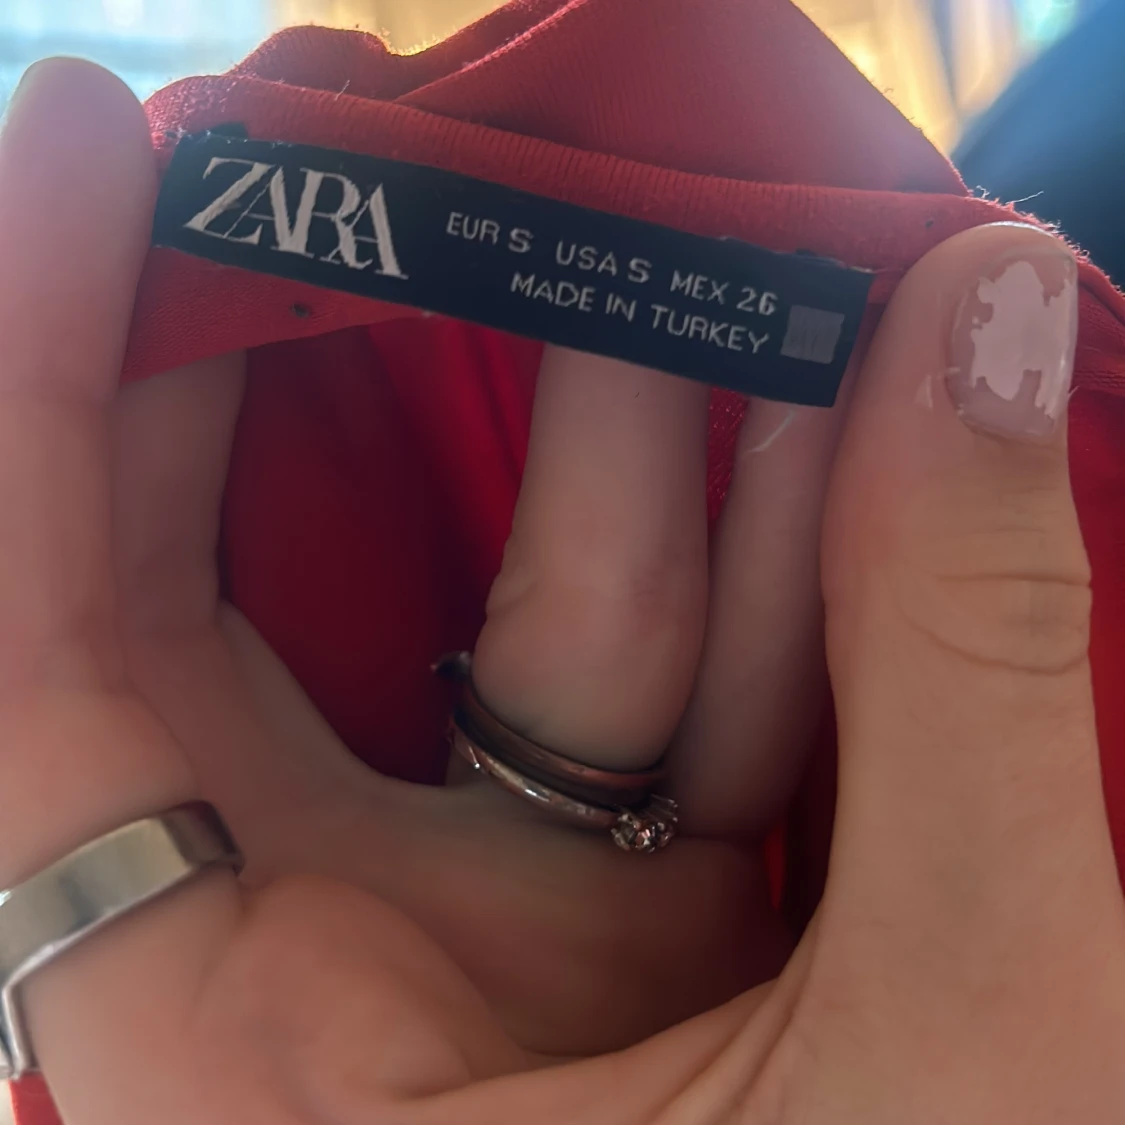 ZARA
EUR S USA S MEX 26
MADE IN TURKEY